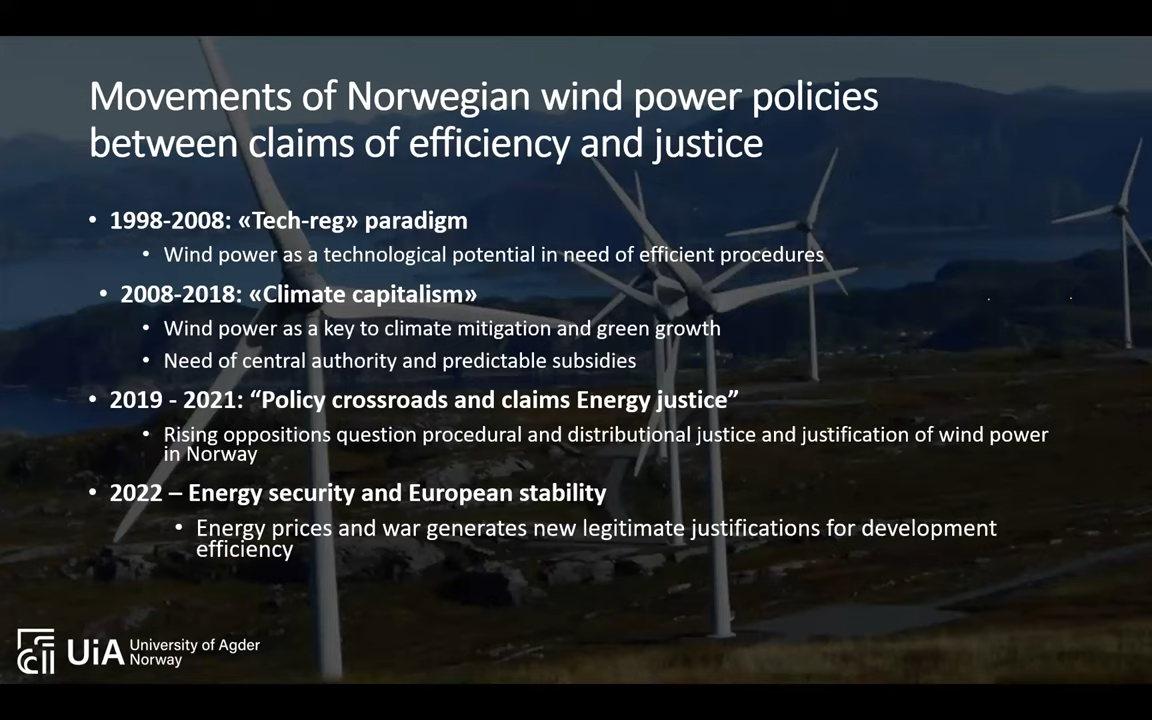 Movements of Norwegian wind power policies
between claims of efficiency and justice
• 1998-2008: «Tech-reg» paradigm
• Wind power as a technological potential in need of efficient procedures
• 2008-2018: «Climate capitalism»
• Wind power as a key to climate mitigation and green growth
• Need of central authority and predictable subsidies
• 2019 - 2021: “Policy crossroads and claims Energy justice”
• Rising oppositions question procedural and distributional justice and justification of wind power
in Norway
• 2022 – Energy security and European stability
• Energy prices and war generates new legitimate justifications for development
efficiency
UiA University of Agder
Norway